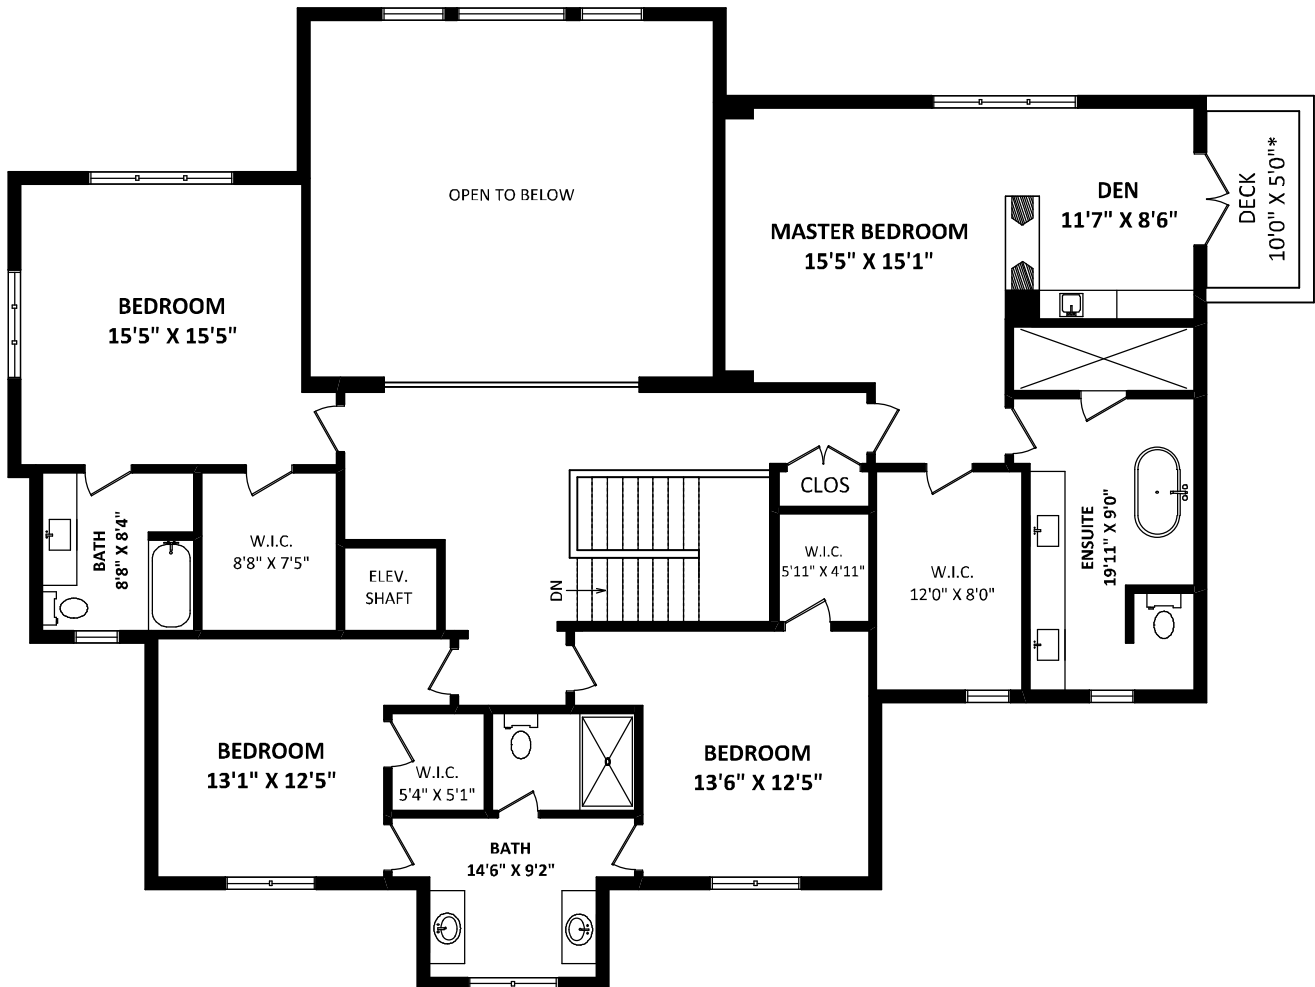 OPEN TO BELOW
MASTER BEDROOM
15'5" X 15'1"
DEN
11'7" X 8'6"
DECK
10'0" X 5'0"*
BEDROOM
15'5" X 15'5"
BATH
8'8" X 8'4"
W.I.C.
8'8" X 7'5"
ELEV.
SHAFT
DN
CLOS
W.I.C.
5'11" X 4'11"
W.I.C.
12'0" X 8'0"
ENSUITE
19'11" X 9'0"
BEDROOM
13'1" X 12'5"
W.I.C.
5'4" X 5'1"
BATH
14'6" X 9'2"
BEDROOM
13'6" X 12'5"